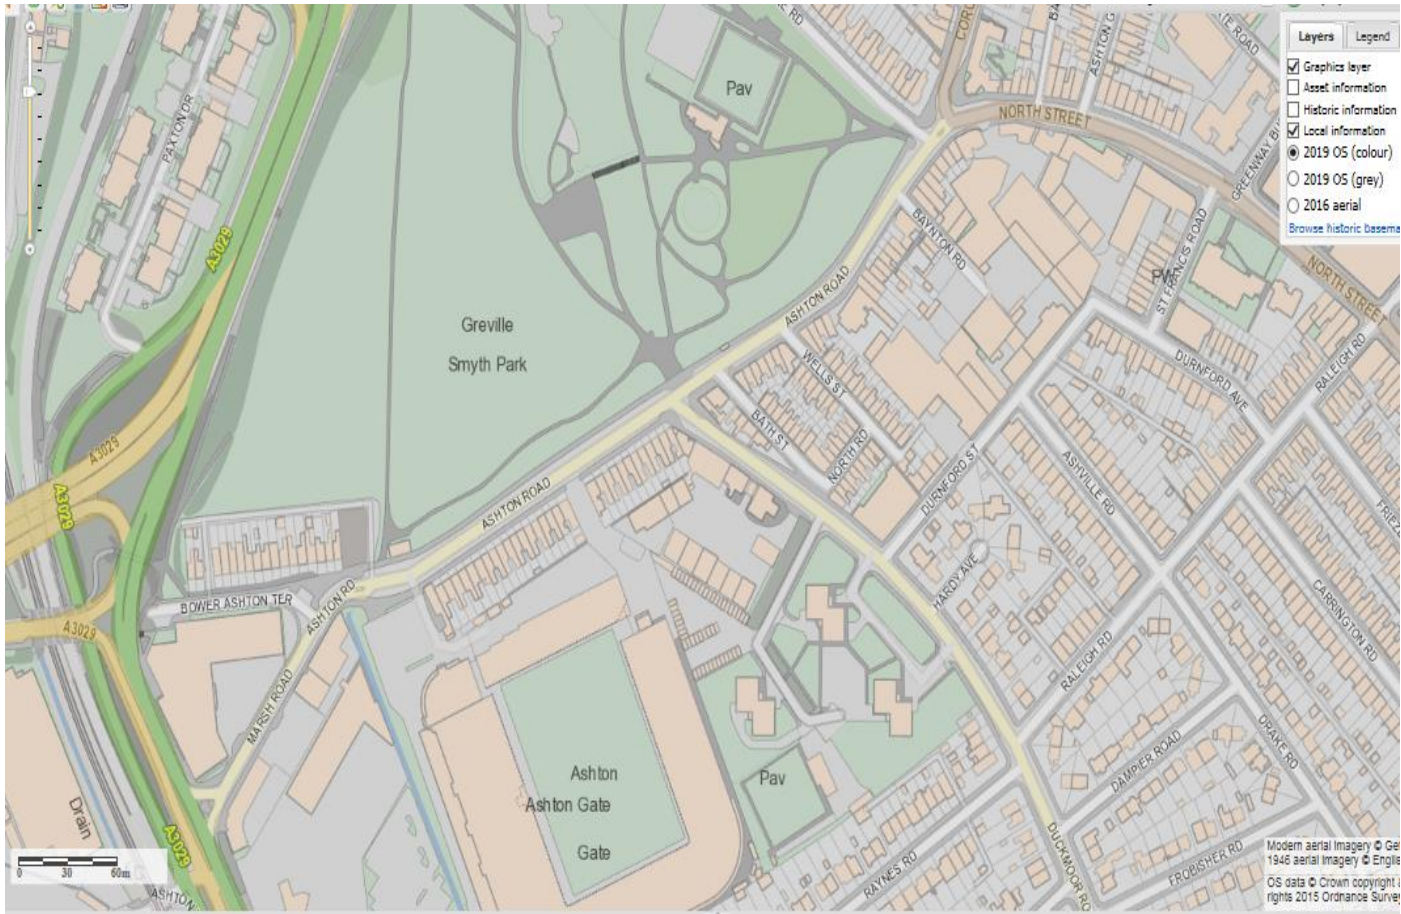 Layers
Legend
Graphics layer
Asset information
Historic information
Local information
2019 OS (colour)
2019 OS (grey)
2016 aerial
Browse historic basema
PAXTON DR
A3029
Pav
NORTH STREET
ASHTON G
BAYNTON RD
ST FRANCIS ROAD
NORTH STREET
ASHTON ROAD
Greville
Smyth Park
WELLS ST
BATH ST
NORTH RD
DURNFORD ST
DURNFORD AVE
RALEIGH RD
ASHVILLE RD
A3029
A3029
ASHTON ROAD
HARDY AVE
CARRINGTON RD
BOWER ASHTON TER
ASHTON RD
A3029
MARSH ROAD
RALEIGH RD
DRAKE RD
DAMPIER ROAD
Ashton
Ashton Gate
Gate
Pav
Drain
A3029
DUCKMOOR RO
RAYNES RD
FROBISHER RD
ASHTON
0 30 60m
Modern aerial Imagery © Get
1946 aerial Imagery © Englis
OS data © Crown copyright
rights 2015 Ordnance Survey